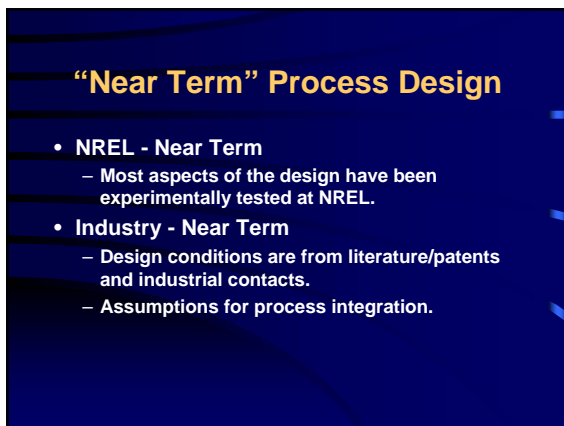 “Near Term” Process Design
• NREL - Near Term
– Most aspects of the design have been
experimentally tested at NREL.
• Industry - Near Term
– Design conditions are from literature/patents
and industrial contacts.
– Assumptions for process integration.